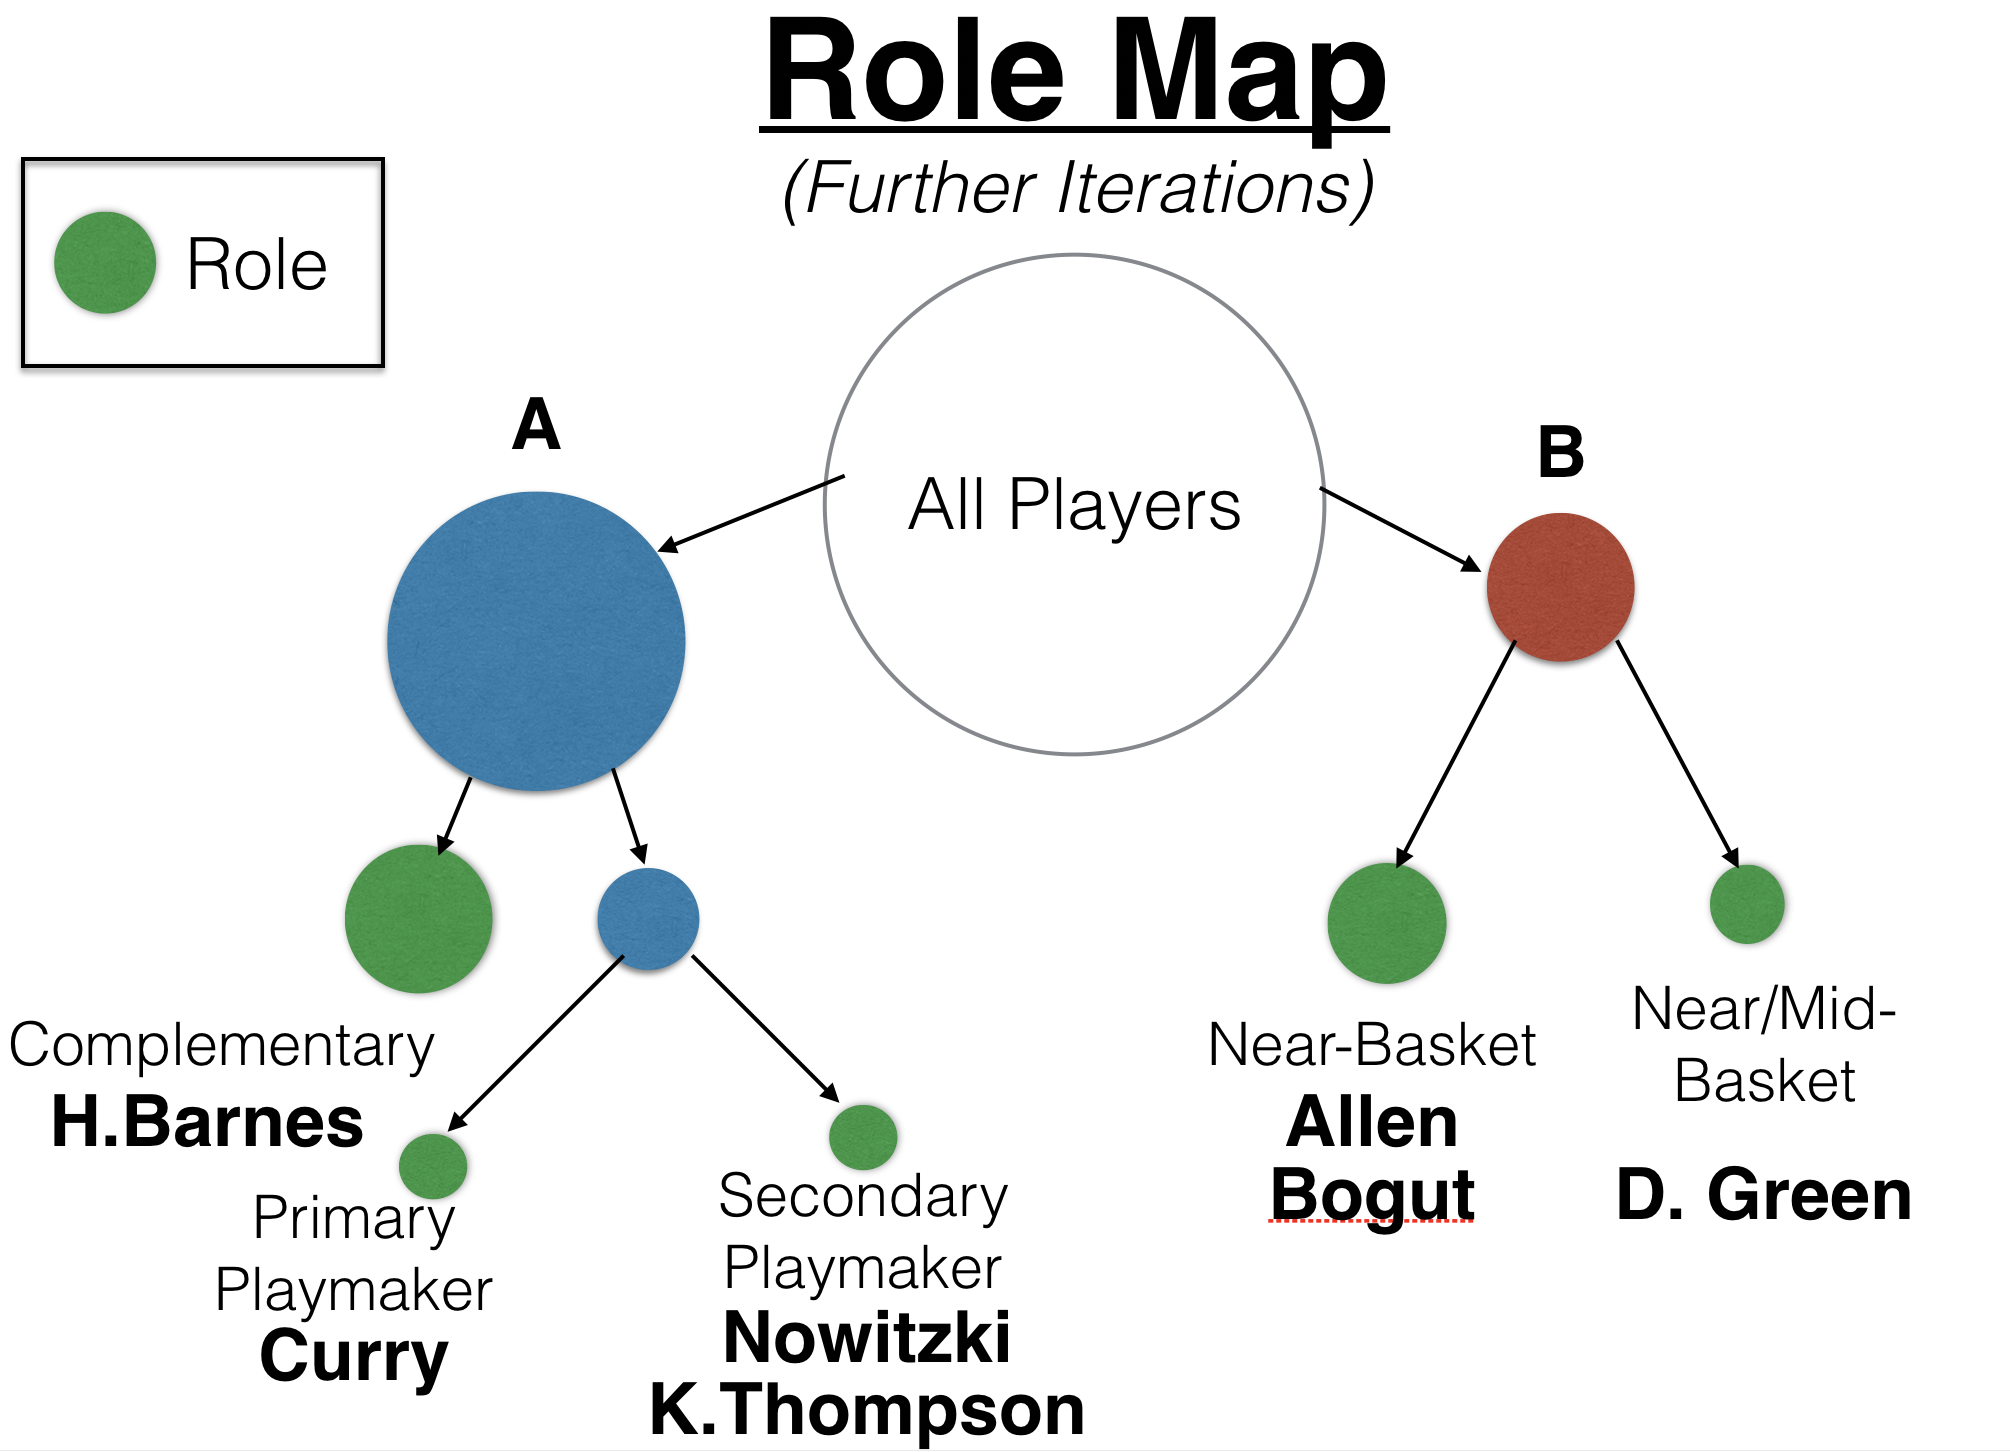 Role Map
(Further Iterations)
Role
A
B
All Players
Complementary
H.Barnes
Primary
Playmaker
Curry
Secondary
Playmaker
Nowitzki
K.Thompson
Near-Basket
Allen
Bogut
Near/Mid-
Basket
D. Green